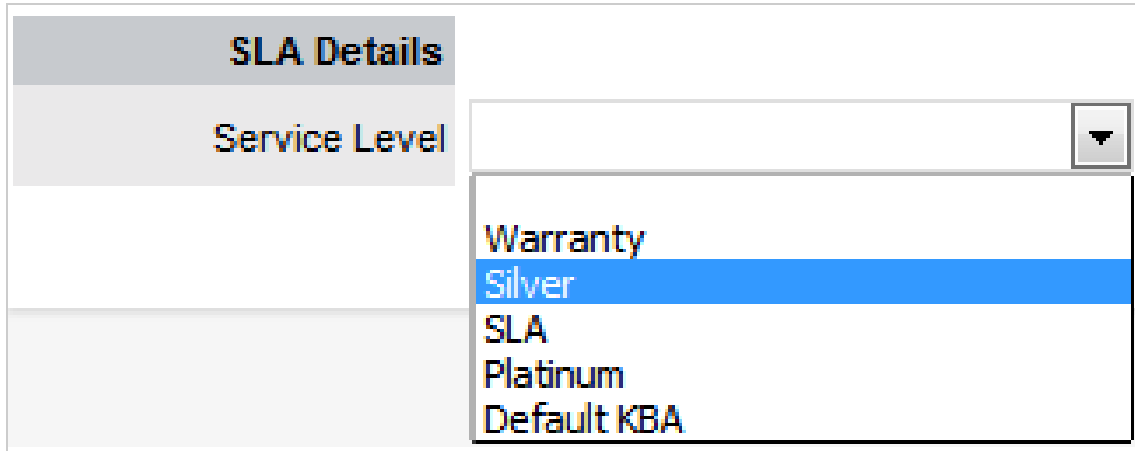 SLA Details
Service Level
Warranty
Silver
SLA
Platinum
Default KBA